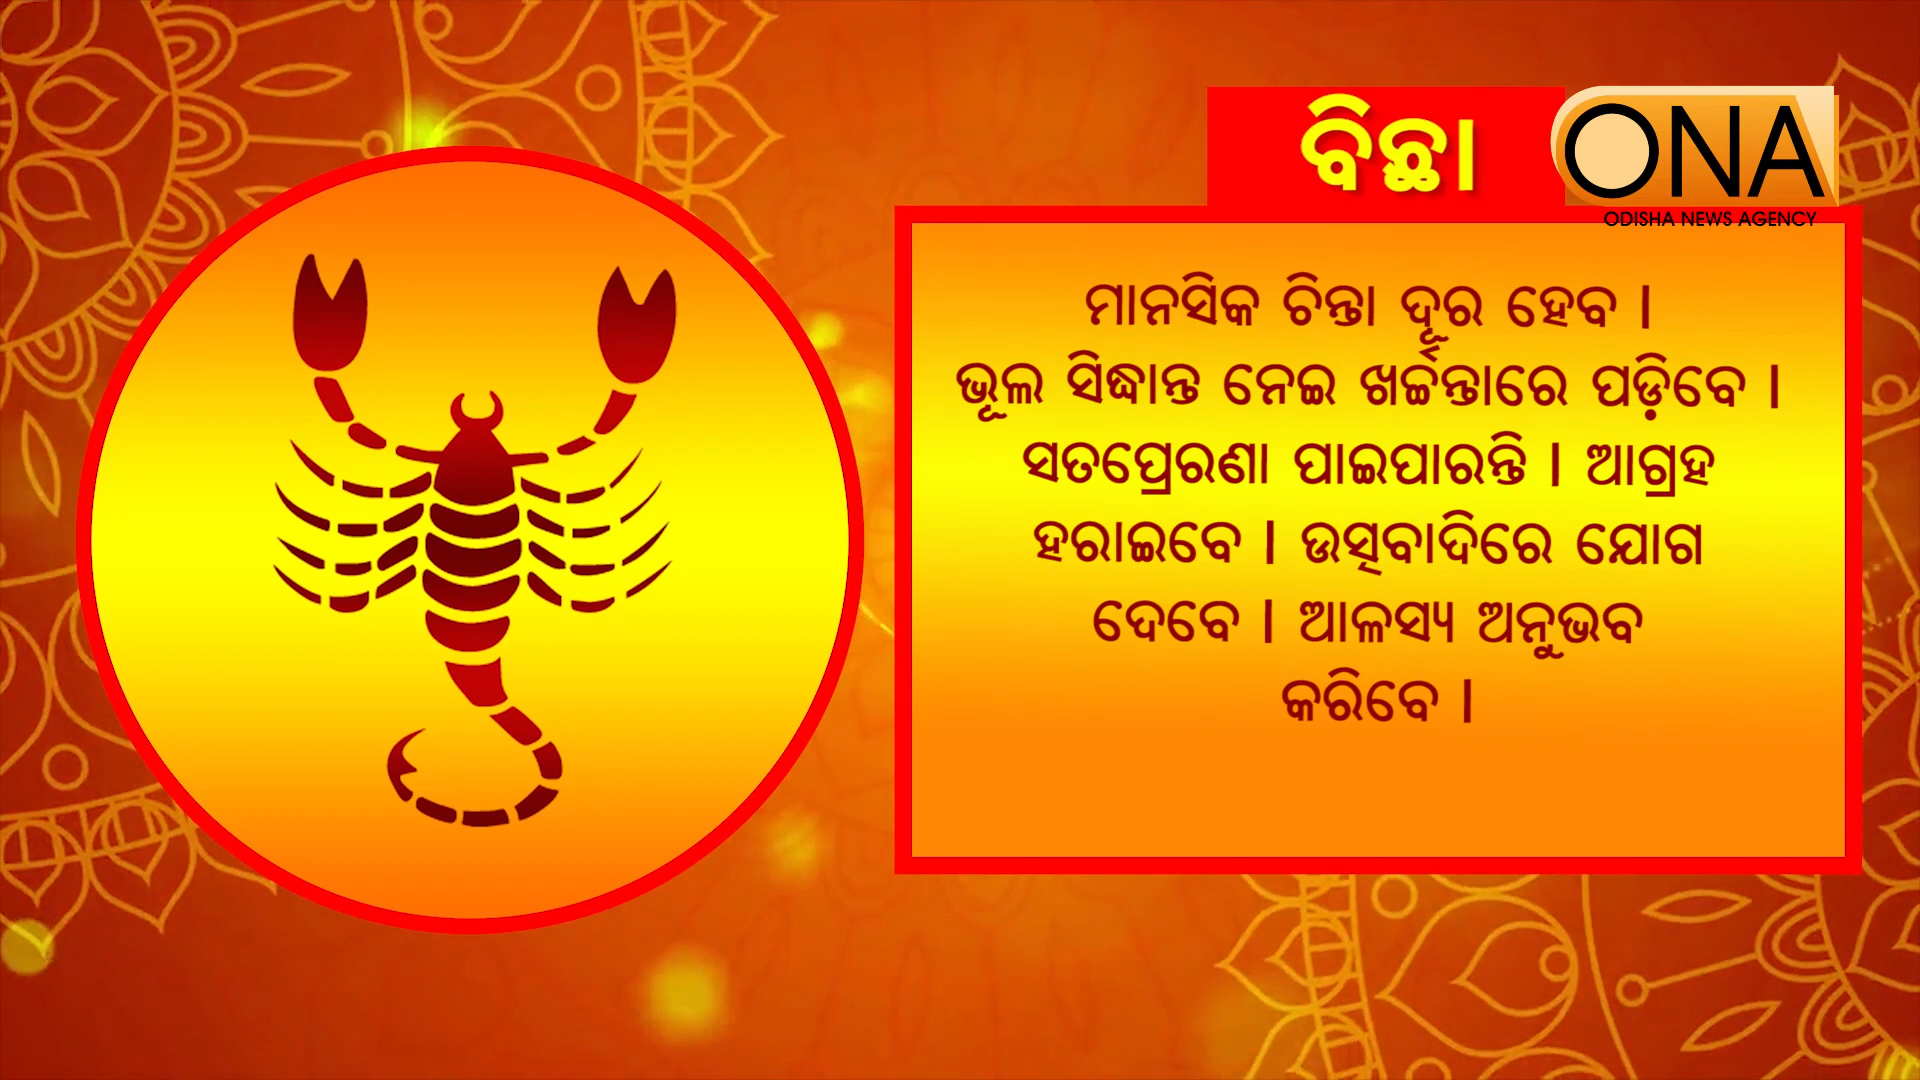 ବିଛା
ONA
ODISHA NEWS AGENCY
ମାନସିକ ଚିନ୍ତା ଦୂର ହେବ ।
ଭୂଲ ସିଦ୍ଧାନ୍ତ ନେଇ ଖର୍ଚ୍ଚନ୍ତାରେ ପଡ଼ିବେ ।
ସତପ୍ରେରଣା ପାଇପାରନ୍ତି । ଆଗ୍ରହ
ହରାଇବେ । ଉତ୍ସବାଦିରେ ଯୋଗ
ଦେବେ । ଆଳସ୍ୟ ଅନୁଭବ
କରିବେ ।